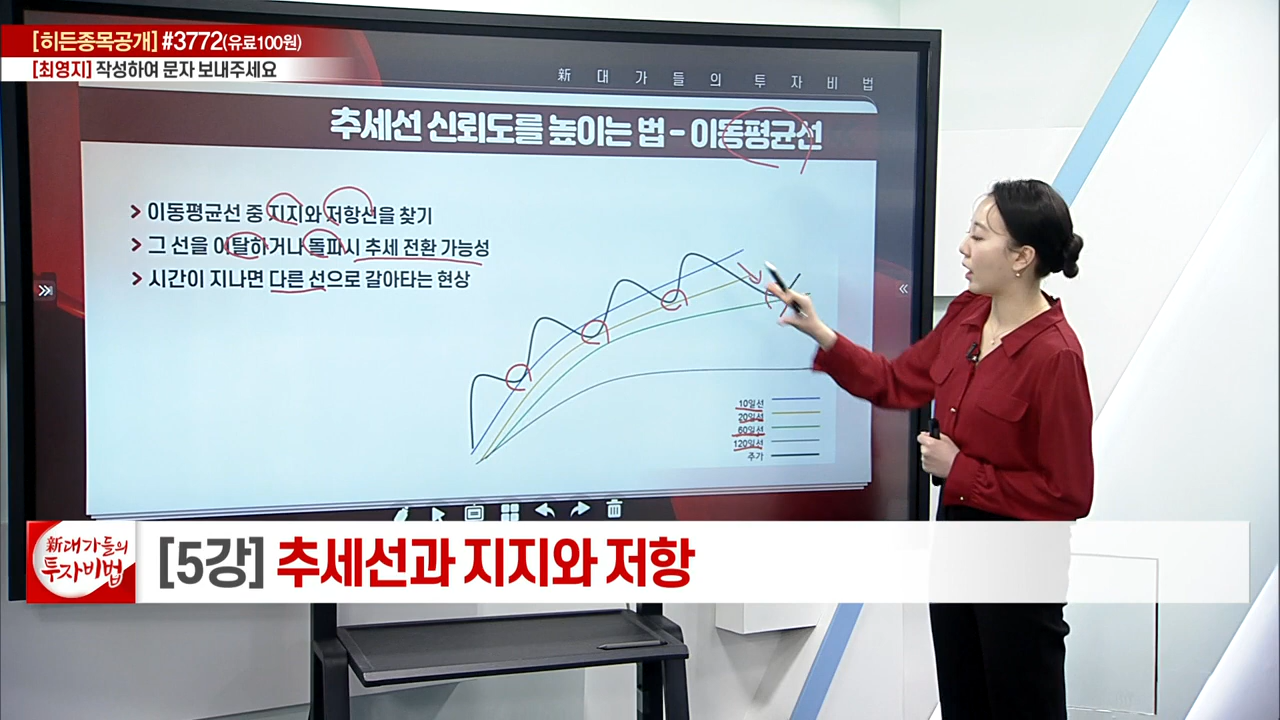 [히든종목공개] #3772(유료100원)
[최영지] 작성하여 문자 보내주세요
新 대 가 들 의 투 자 비 법
추세선 신뢰도를 높이는 법 - 이동평균선
이동평균선 중 지지와 저항선을 찾기
그 선을 이탈하거나 돌파시 추세 전환 가능성
시간이 지나면 다른 선으로 갈아타는 현상
10일선
20일선
60일선
120일선
주가
新대가들의
투자비법
[5강] 추세선과 지지와 저항